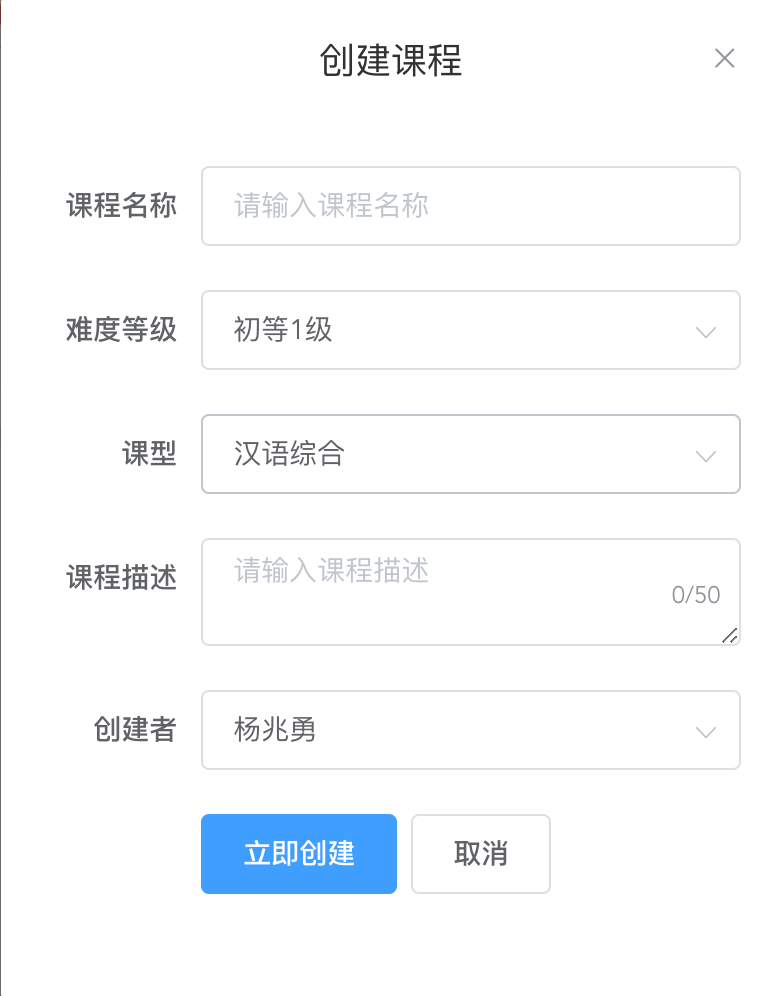 创建课程
课程名称 请输入课程名称
难度等级 初等1级
课型 汉语综合
课程描述 请输入课程描述
0/50
创建者 杨兆勇
立即创建 取消